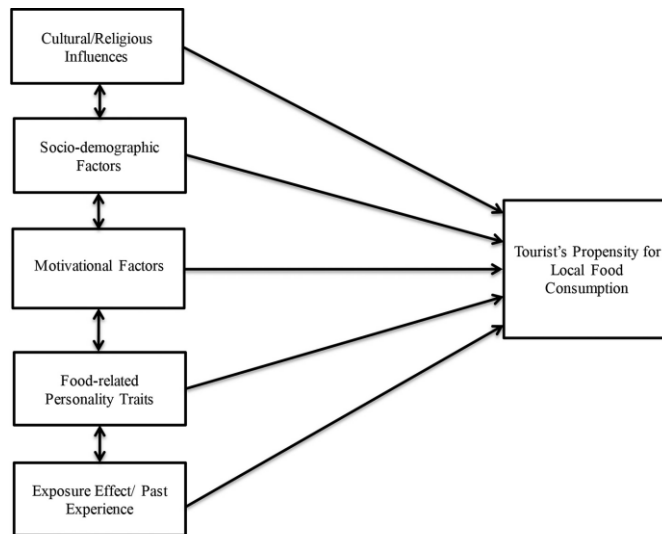 Cultural/Religious
Influences
Socio-demographic
Factors
Motivational Factors
Food-related
Personality Traits
Exposure Effect/ Past
Experience
Tourist's Propensity for
Local Food
Consumption